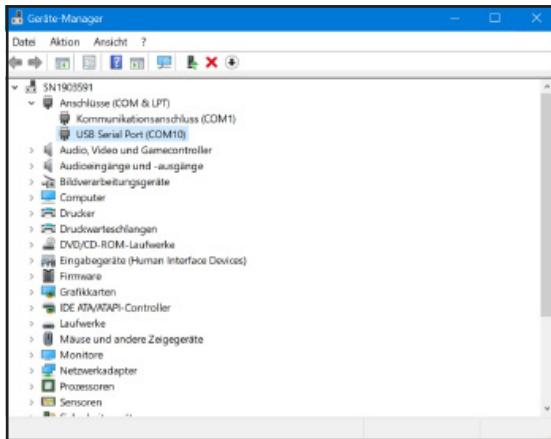 Geräte-Manager
Datei Aktion Ansicht ?
SN1903591
Anschlüsse (COM & LPT)
Kommunikationsanschluss (COM1)
USB Serial Port (COM10)
Audio, Video und Gamecontroller
Audioeingänge und -ausgänge
Bildverarbeitungsgeräte
Computer
Drucker
Druckwarteschlangen
DVD/CD-ROM-Laufwerke
Eingabegeräte (Human Interface Devices)
Firmware
Grafikkarten
IDE ATA/ATAPI-Controller
Laufwerke
Mäuse und andere Zeigegeräte
Monitore
Netzwerkadapter
Prozessoren
Sensoren